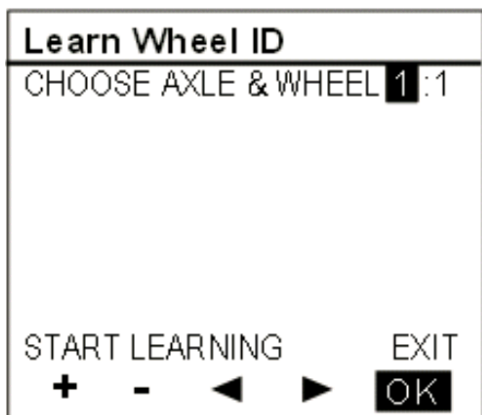 Learn Wheel ID
CHOOSE AXLE & WHEEL 1:1
START LEARNING EXIT
+ - ◀ ▶ OK